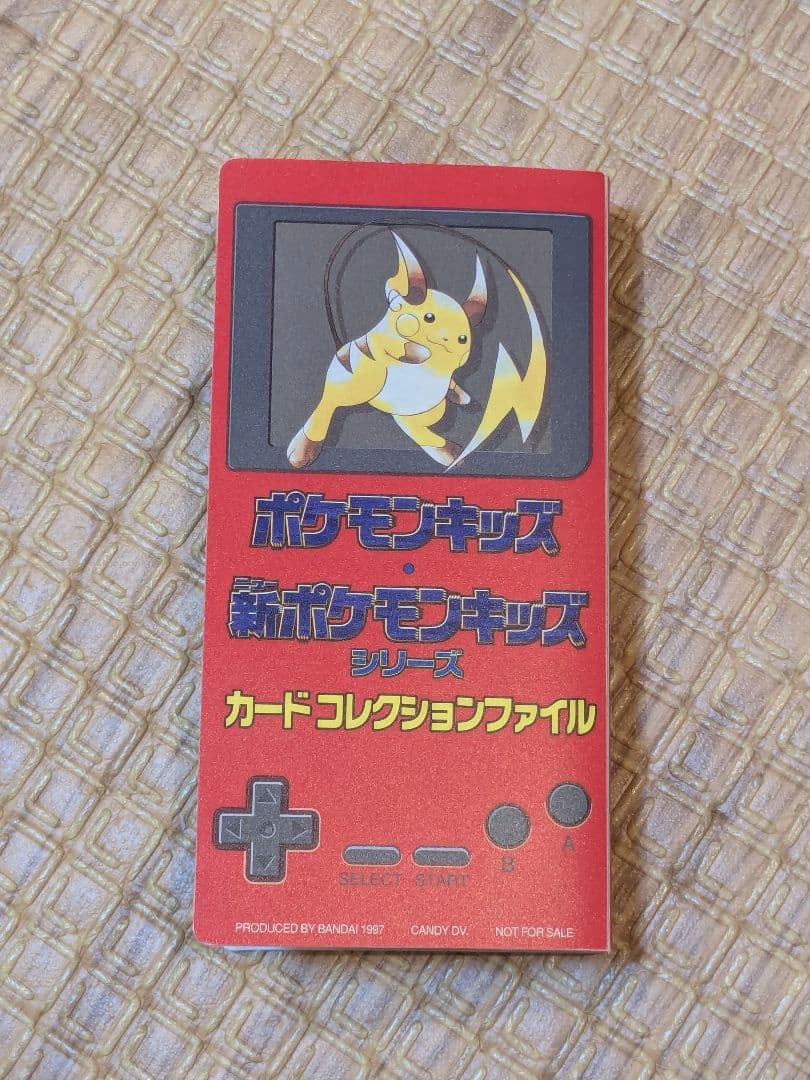 ポケモンキッズ
・
ニュー
新ポケモンキッズ
シリーズ
カード コレクションファイル
SELECT START B A
PRODUCED BY BANDAI 1997 CANDY DV. NOT FOR SALE